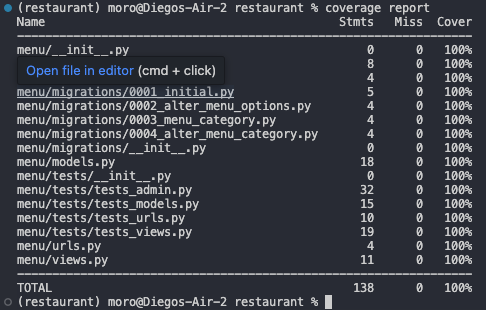 (restaurant) moro@Diegos-Air-2 restaurant % coverage report
Name Stmts Miss Cover
menu/__init__.py 0 0 100%
8 0 100%
Open file in editor (cmd + click)
4 0 100%
menu/migrations/0001_initial.py 5 0 100%
menu/migrations/0002_alter_menu_options.py 4 0 100%
menu/migrations/0003_menu_category.py 4 0 100%
menu/migrations/0004_alter_menu_category.py 4 0 100%
menu/migrations/__init__.py 0 0 100%
menu/models.py 18 0 100%
menu/tests/__init__.py 0 0 100%
menu/tests/tests_admin.py 32 0 100%
menu/tests/tests_models.py 15 0 100%
menu/tests/tests_urls.py 10 0 100%
menu/tests/tests_views.py 19 0 100%
menu/urls.py 4 0 100%
menu/views.py 11 0 100%
TOTAL 138 0 100%
(restaurant) moro@Diegos-Air-2 restaurant %